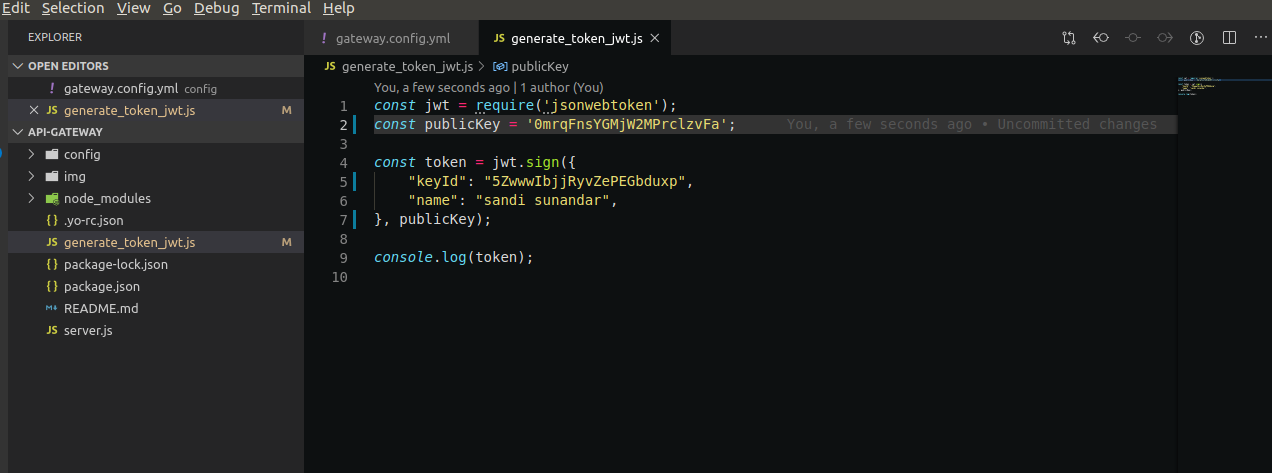 Edit Selection View Go Debug Terminal Help
EXPLORER
OPEN EDITORS
! gateway.config.yml config
JS generate_token_jwt.js M
API-GATEWAY
config
img
node_modules
{} .yo-rc.json
JS generate_token_jwt.js M
{} package-lock.json
{} package.json
README.md
JS server.js
! gateway.config.yml
JS generate_token_jwt.js
JS generate_token_jwt.js > publicKey
You, a few seconds ago | 1 author (You)
1 const jwt = require('jsonwebtoken');
2 const publicKey = '0mrqFnsYGMjW2MPrclzvFa'; You, a few seconds ago • Uncommitted changes
3
4 const token = jwt.sign({
5 "keyId": "5ZwwwIbjjRyvZePEGbduxp",
6 "name": "sandi sunandar",
7 }, publicKey);
8
9 console.log(token);
10